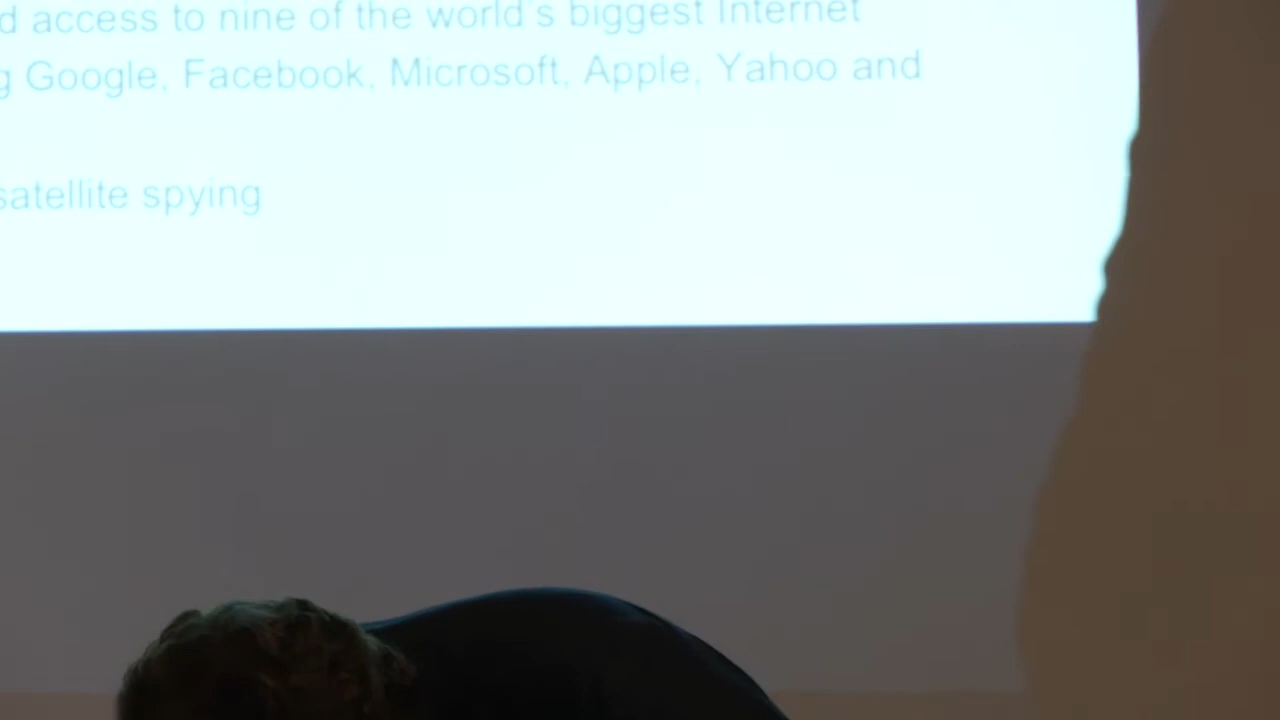 access to nine of the world's biggest Internet
Google, Facebook, Microsoft, Apple, Yahoo and
satellite spying